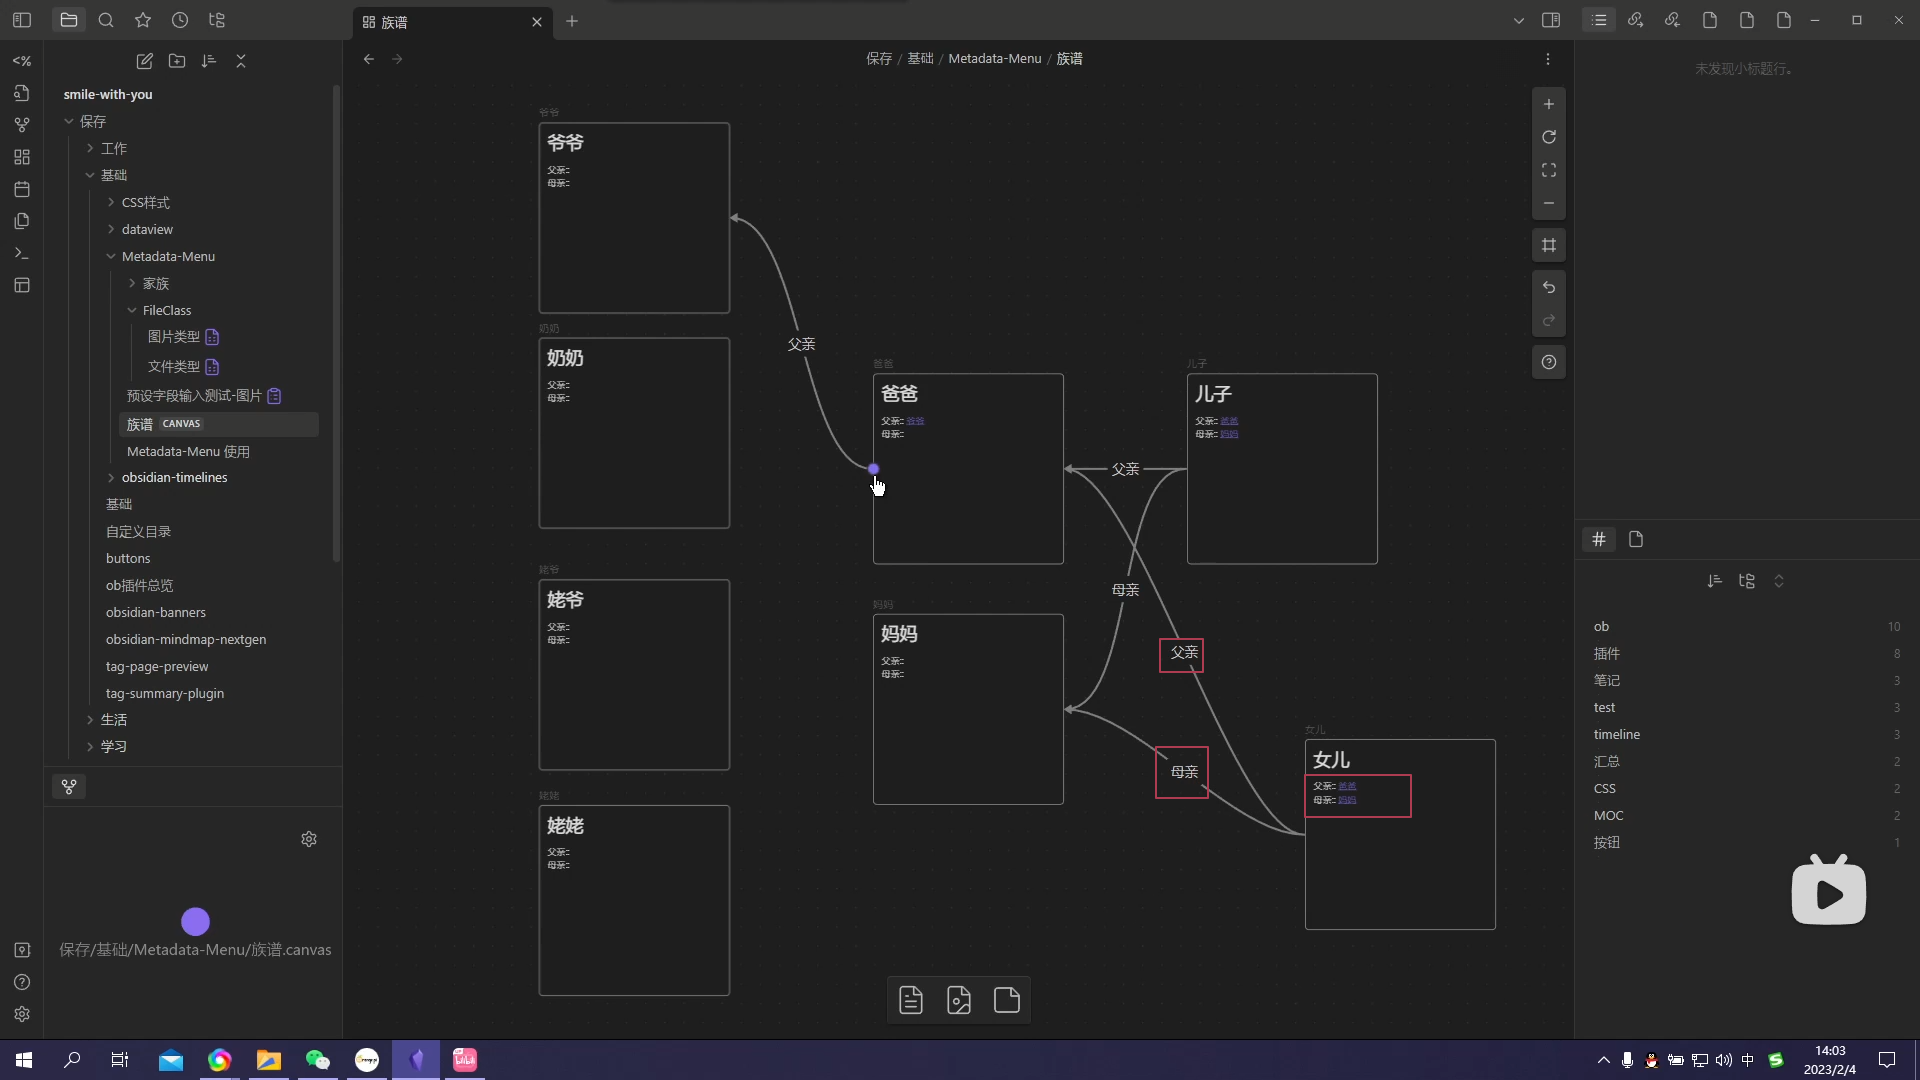 族谱
smile-with-you
保存
工作
基础
CSS样式
dataview
Metadata-Menu
家族
FileClass
图片类型
文件类型
预设字段输入测试-图片
族谱 CANVAS
Metadata-Menu 使用
obsidian-timelines
基础
自定义目录
buttons
ob插件总览
obsidian-banners
obsidian-mindmap-nextgen
tag-page-preview
tag-summary-plugin
生活
学习
保存/基础/Metadata-Menu/族谱.canvas
保存 / 基础 / Metadata-Menu / 族谱
爷爷
爷爷
父亲::
母亲::
奶奶
奶奶
父亲::
母亲::
姥爷
姥爷
父亲::
母亲::
姥姥
姥姥
父亲::
母亲::
父亲
爸爸
爸爸
父亲:: 爷爷
母亲::
妈妈
妈妈
父亲::
母亲::
父亲
母亲
父亲
母亲
儿子
儿子
父亲:: 爸爸
母亲:: 妈妈
女儿
女儿
父亲:: 爸爸
母亲:: 妈妈
未发现小标题行。
ob 10
插件 8
笔记 3
test 3
timeline 3
汇总 2
CSS 2
MOC 2
按钮 1
中
14:03
2023/2/4